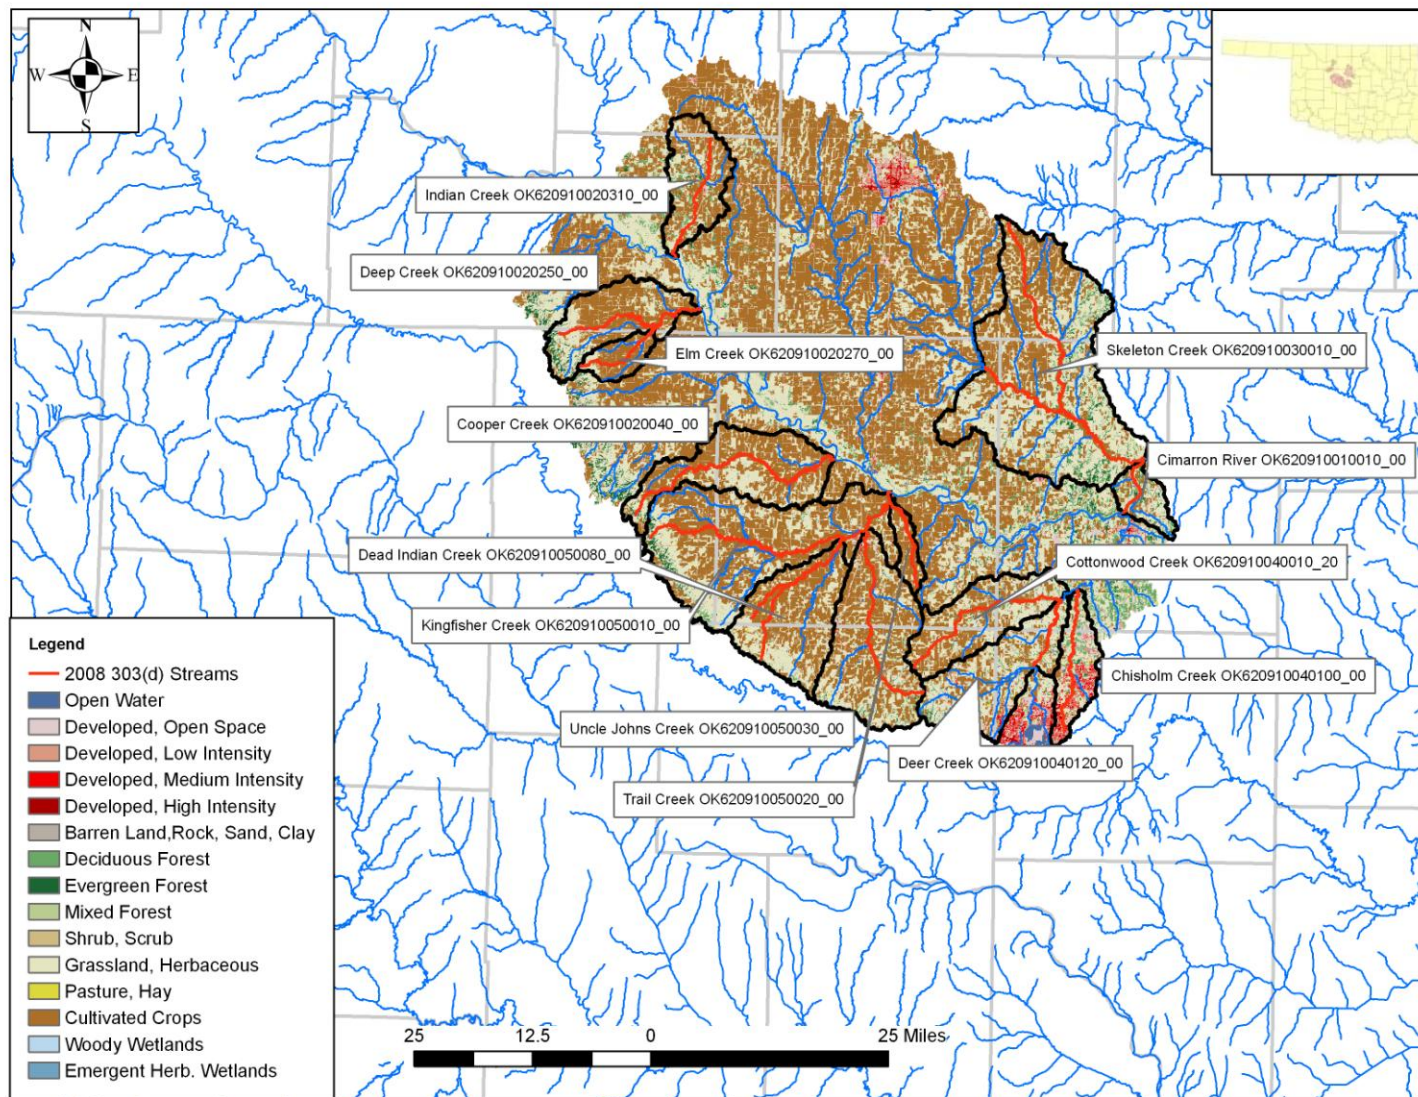 N
W E
S
Indian Creek OK620910020310_00
Deep Creek OK620910020250_00
Elm Creek OK620910020270_00
Skeleton Creek OK620910030010_00
Cooper Creek OK620910020040_00
Cimarron River OK620910010010_00
Dead Indian Creek OK620910050080_00
Cottonwood Creek OK620910040010_20
Kingfisher Creek OK620910050010_00
Chisholm Creek OK620910040100_00
Uncle Johns Creek OK620910050030_00
Deer Creek OK620910040120_00
Trail Creek OK620910050020_00
Legend
2008 303(d) Streams
Open Water
Developed, Open Space
Developed, Low Intensity
Developed, Medium Intensity
Developed, High Intensity
Barren Land,Rock, Sand, Clay
Deciduous Forest
Evergreen Forest
Mixed Forest
Shrub, Scrub
Grassland, Herbaceous
Pasture, Hay
Cultivated Crops
Woody Wetlands
Emergent Herb. Wetlands
25 12.5 0 25 Miles